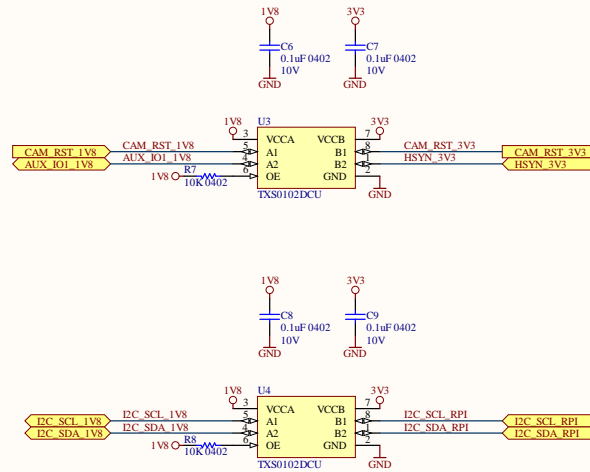 1V8 3V3
C6 C7
0.1uF 0402 0.1uF 0402
10V 10V
GND GND
1V8 U3 3V3
3 VCCA VCCB 7
CAM_RST_1V8 CAM_RST_1V8 5 A1 B1 8 CAM_RST_3V3 CAM_RST_3V3
AUX_IO1_1V8 AUX_IO1_1V8 4 A2 B2 1 HSYN_3V3 HSYN_3V3
1V8 R7 6 OE GND 2
10K 0402 TXS0102DCU GND
1V8 3V3
C8 C9
0.1uF 0402 0.1uF 0402
10V 10V
GND GND
1V8 U4 3V3
3 VCCA VCCB 7
I2C_SCL_1V8 I2C_SCL_1V8 5 A1 B1 8 I2C_SCL_RPI I2C_SCL_RPI
I2C_SDA_1V8 I2C_SDA_1V8 4 A2 B2 1 I2C_SDA_RPI I2C_SDA_RPI
1V8 R8 6 OE GND 2
10K 0402 TXS0102DCU GND